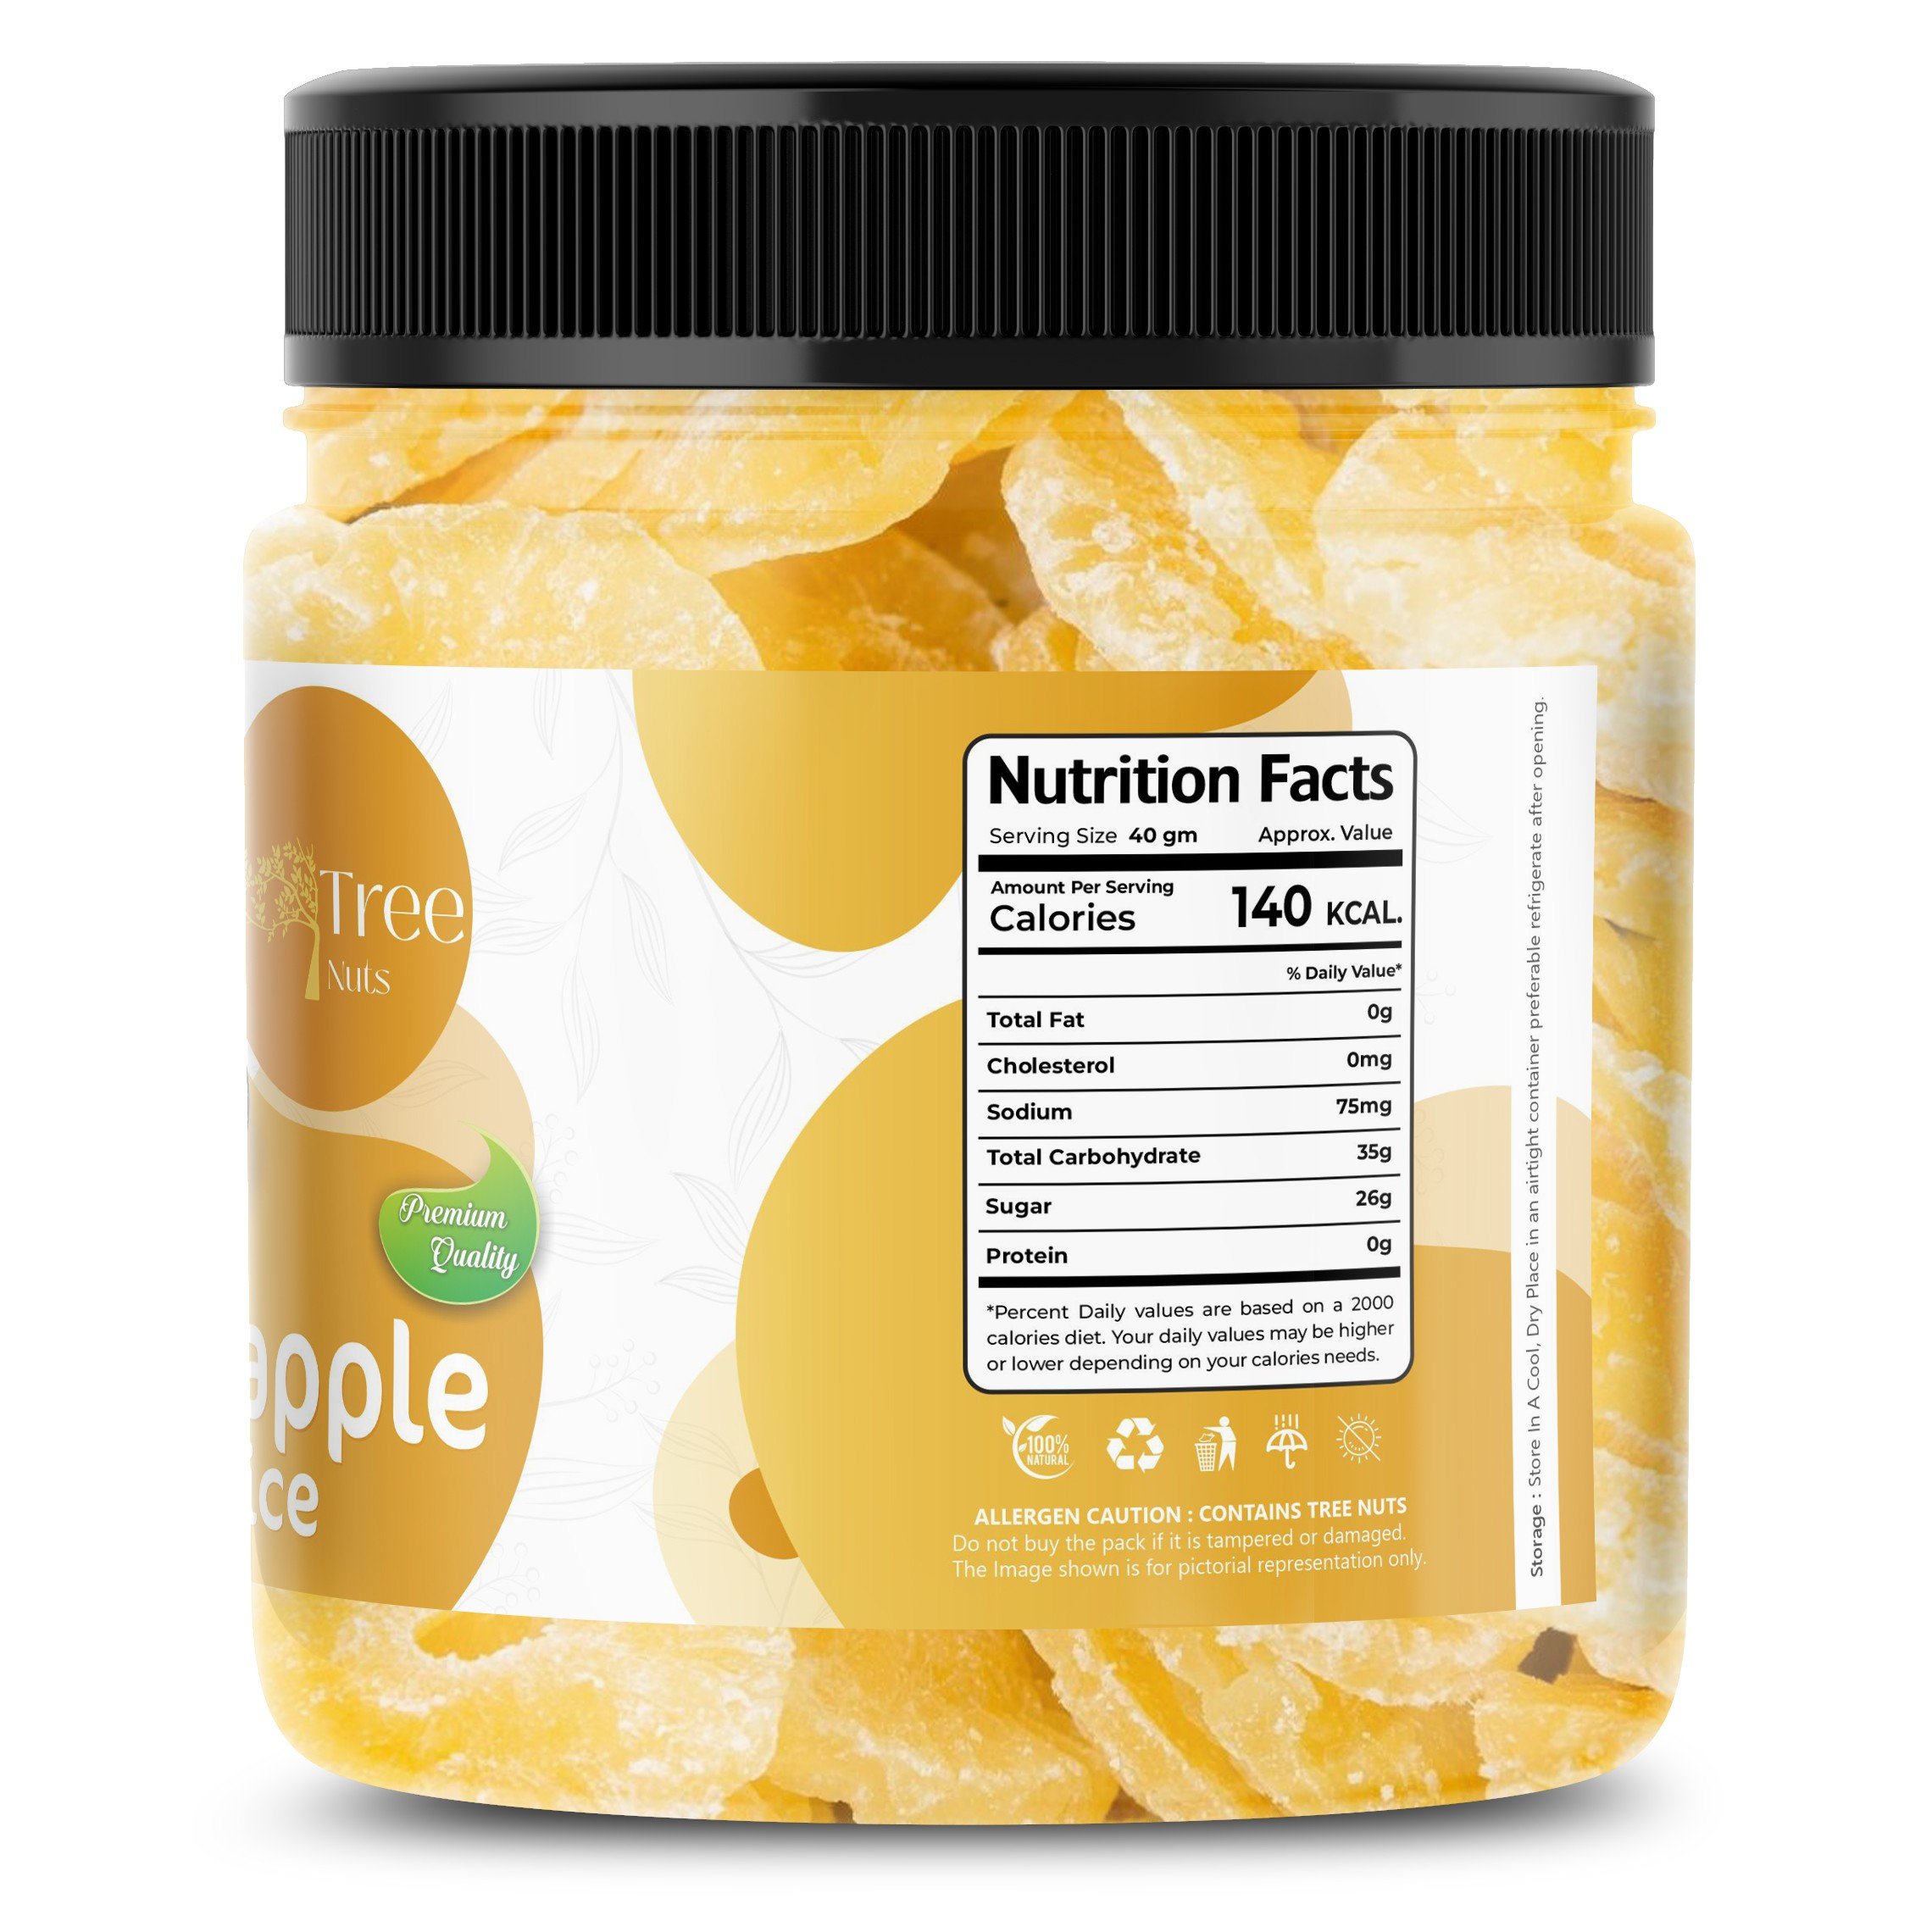 Tree
Nuts
Premium
Quality
apple
ice
Nutrition Facts
Serving Size 40 gm Approx. Value
Amount Per Serving
Calories 140 KCAL.
% Daily Value*
Total Fat 0g
Cholesterol 0mg
Sodium 75mg
Total Carbohydrate 35g
Sugar 26g
Protein 0g
*Percent Daily values are based on a 2000
calories diet. Your daily values may be higher
or lower depending on your calories needs.
100%
NATURAL
ALLERGEN CAUTION : CONTAINS TREE NUTS
Do not buy the pack if it is tampered or damaged.
The Image shown is for pictorial representation only.
Storage : Store In A Cool, Dry Place in an airtight container preferable refrigerate after opening.